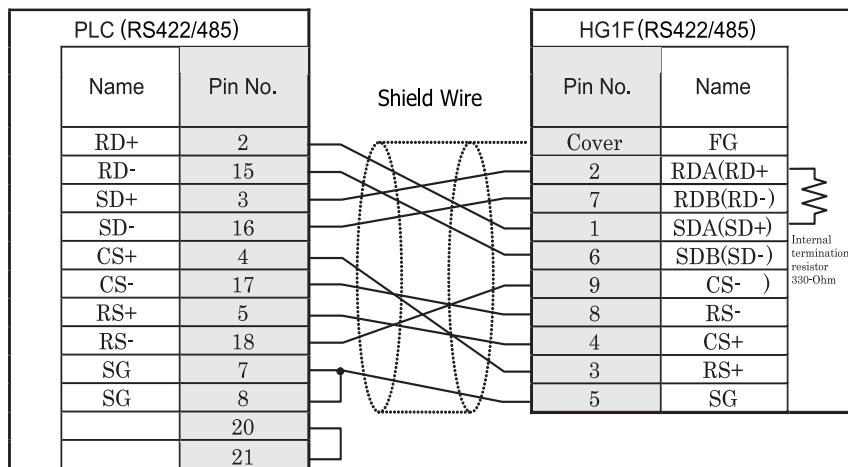 PLC (RS422/485)
HG1F (RS422/485)
Name Pin No.
Shield Wire
Pin No. Name
RD+ 2
Cover FG
RD- 15
2 RDA(RD+
SD+ 3
7 RDB(RD-)
SD- 16
1 SDA(SD+)
CS+ 4
6 SDB(SD-)
CS- 17
9 CS- )
RS+ 5
8 RS-
RS- 18
4 CS+
SG 7
3 RS+
SG 8
5 SG
20
21
Internal
termination
resistor
330-Ohm